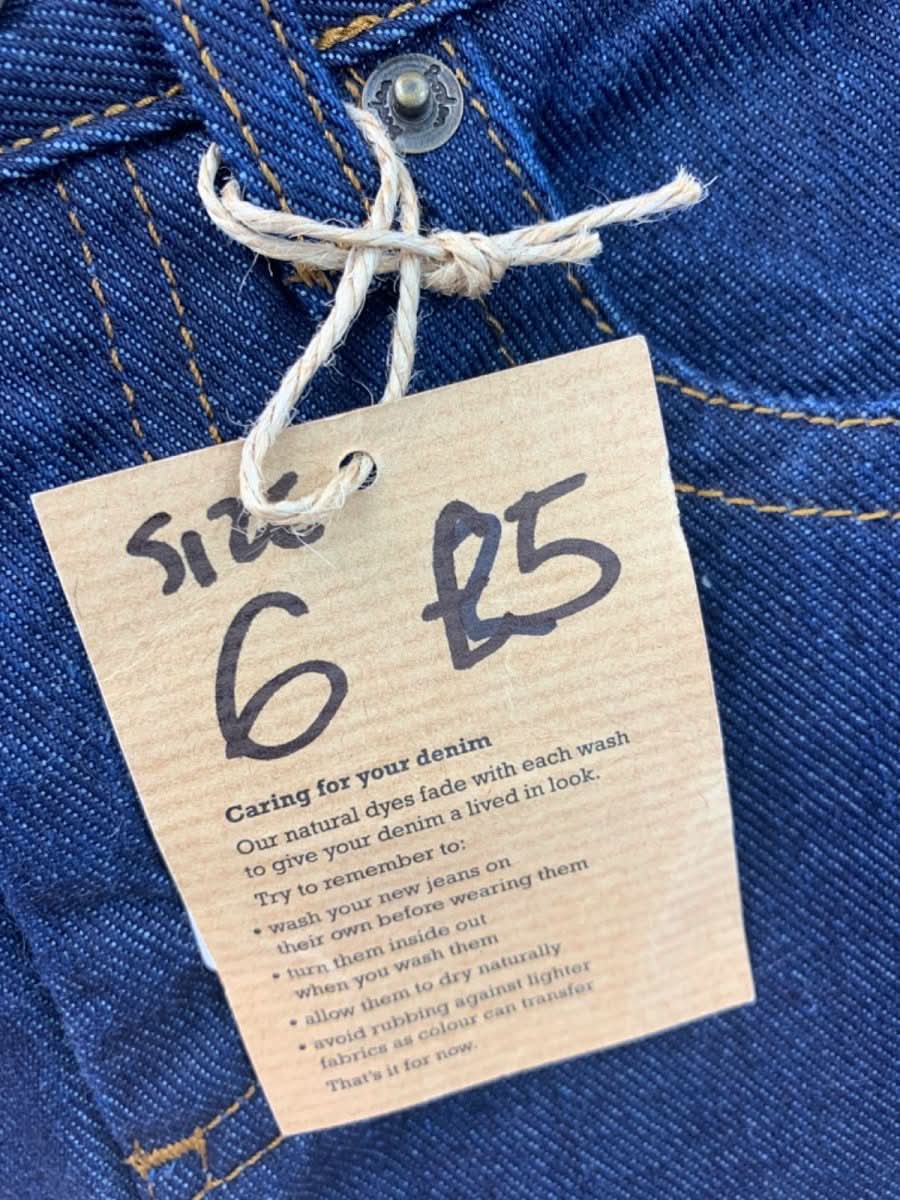 SIZE
6 £5
Caring for your denim
Our natural dyes fade with each wash
to give your denim a lived in look.
Try to remember to:
• wash your new jeans on
their own before wearing them
• turn them inside out
when you wash them
• allow them to dry naturally
• avoid rubbing against lighter
fabrics as colour can transfer
That's it for now.